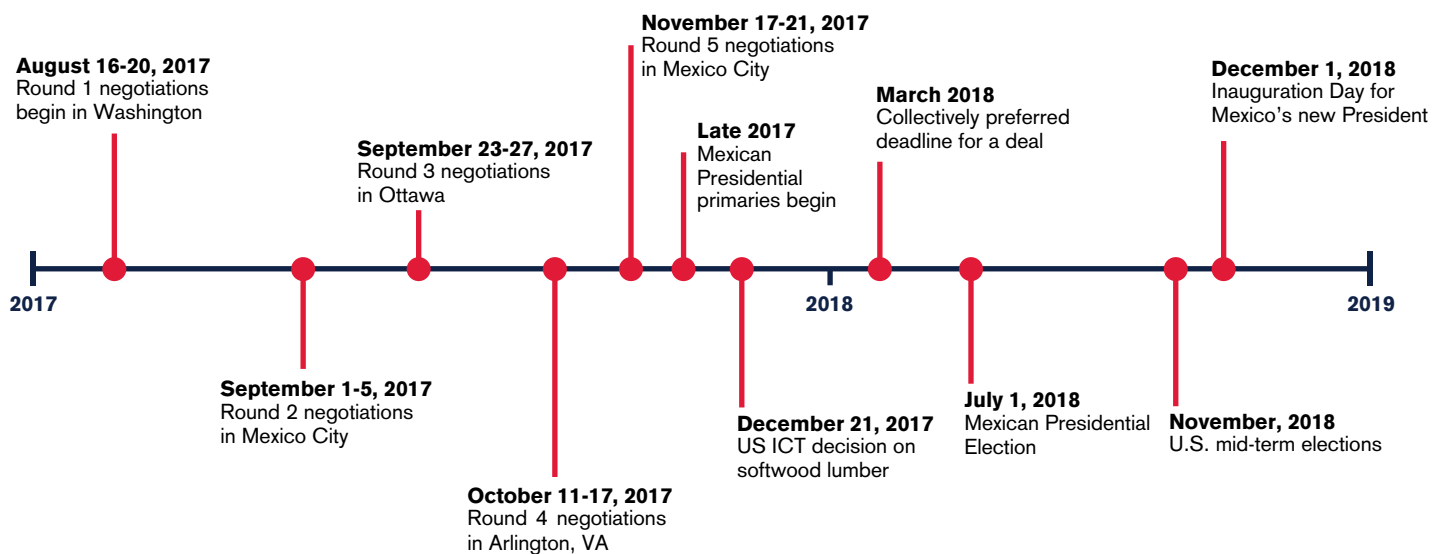 August 16-20, 2017
Round 1 negotiations
begin in Washington
September 1-5, 2017
Round 2 negotiations
in Mexico City
September 23-27, 2017
Round 3 negotiations
in Ottawa
October 11-17, 2017
Round 4 negotiations
in Arlington, VA
November 17-21, 2017
Round 5 negotiations
in Mexico City
Late 2017
Mexican
Presidential
primaries begin
December 21, 2017
US ICT decision on
softwood lumber
March 2018
Collectively preferred
deadline for a deal
July 1, 2018
Mexican Presidential
Election
November, 2018
U.S. mid-term elections
December 1, 2018
Inauguration Day for
Mexico’s new President
2017
2018
2019